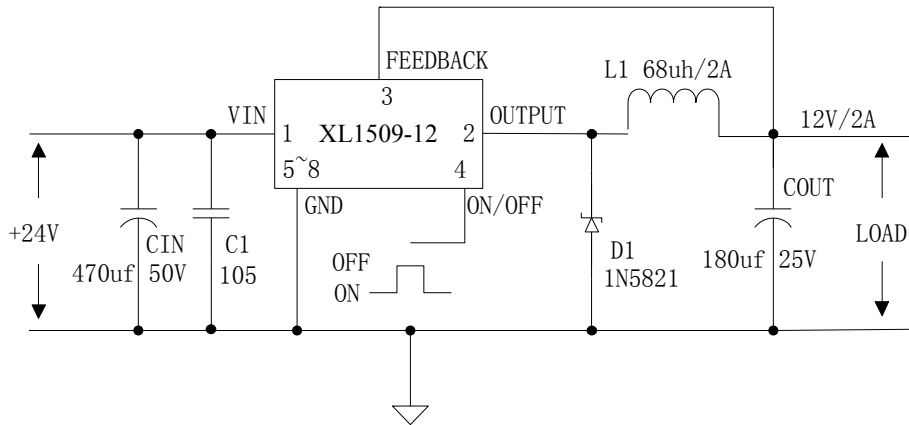 FEEDBACK
L1 68uh/2A
3
VIN
1
XL1509-12
2
OUTPUT
12V/2A
5~8
4
GND
ON/OFF
COUT
+24V
CIN
C1
OFF
D1
LOAD
470uf 50V
105
ON
1N5821
180uf 25V